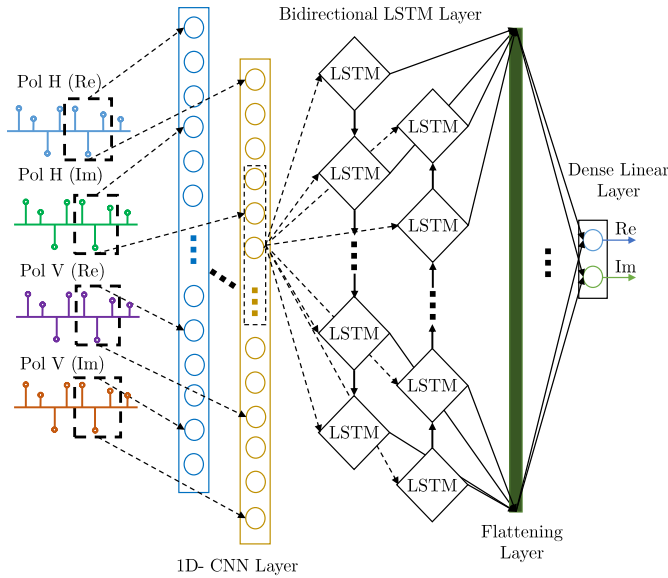 Bidirectional LSTM Layer
Pol H (Re)
Pol H (Im)
Pol V (Re)
Pol V (Im)
LSTM
LSTM
LSTM
LSTM
LSTM
LSTM
LSTM
LSTM
Dense Linear
Layer
Re
Im
Flattening
Layer
1D- CNN Layer